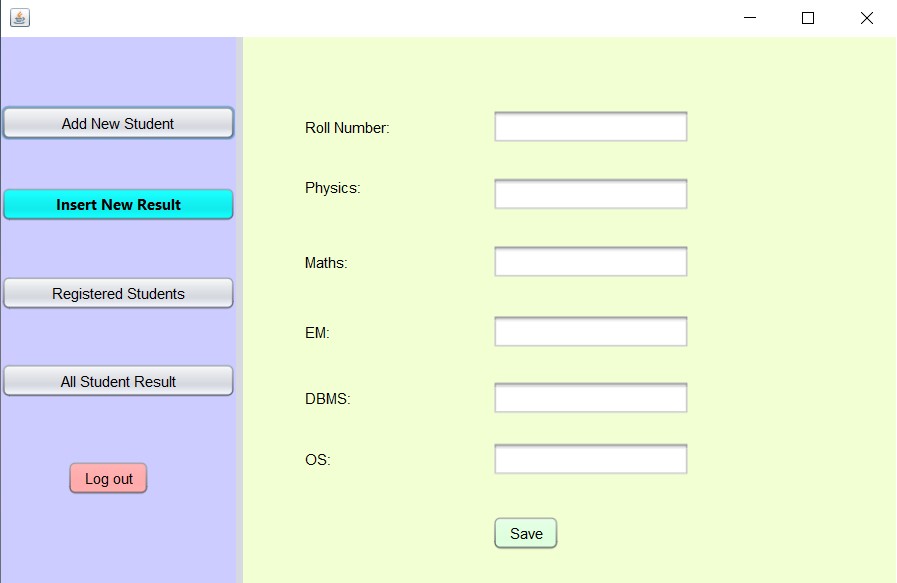 Add New Student
Insert New Result
Registered Students
All Student Result
Log out
Roll Number:
Physics:
Maths:
EM:
DBMS:
OS:
Save